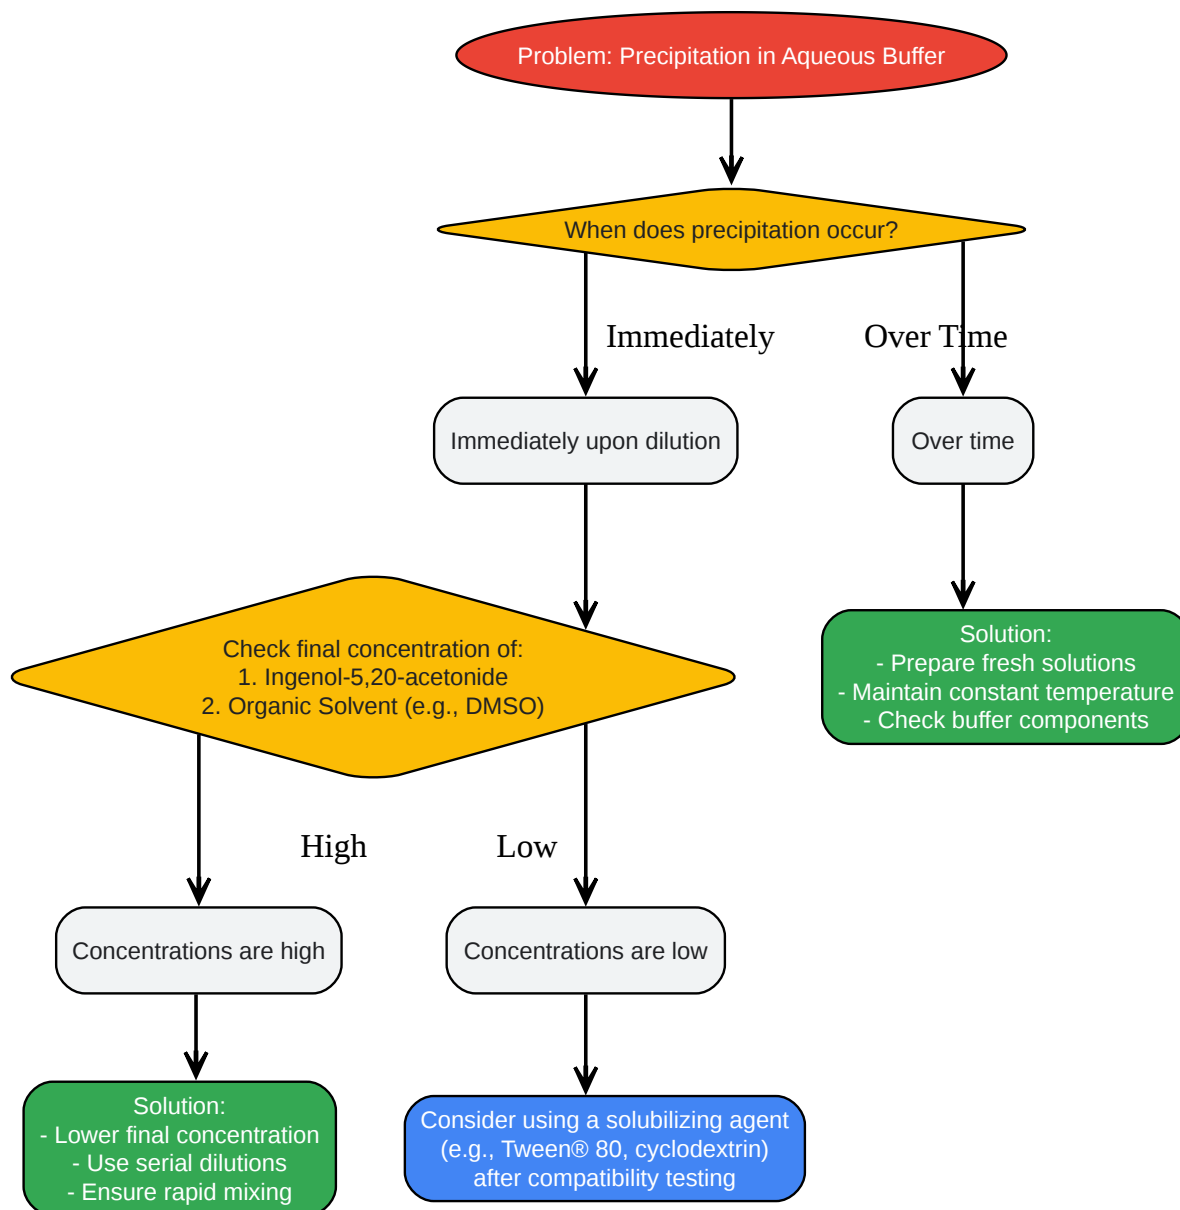 Problem: Precipitation in Aqueous Buffer
When does precipitation occur?
Immediately
Over Time
Immediately upon dilution
Over time
Check final concentration of:
1. Ingenol-5,20-acetonide
2. Organic Solvent (e.g., DMSO)
Solution:
- Prepare fresh solutions
- Maintain constant temperature
- Check buffer components
High
Low
Concentrations are high
Concentrations are low
Solution:
- Lower final concentration
- Use serial dilutions
- Ensure rapid mixing
Consider using a solubilizing agent
(e.g., Tween® 80, cyclodextrin)
after compatibility testing